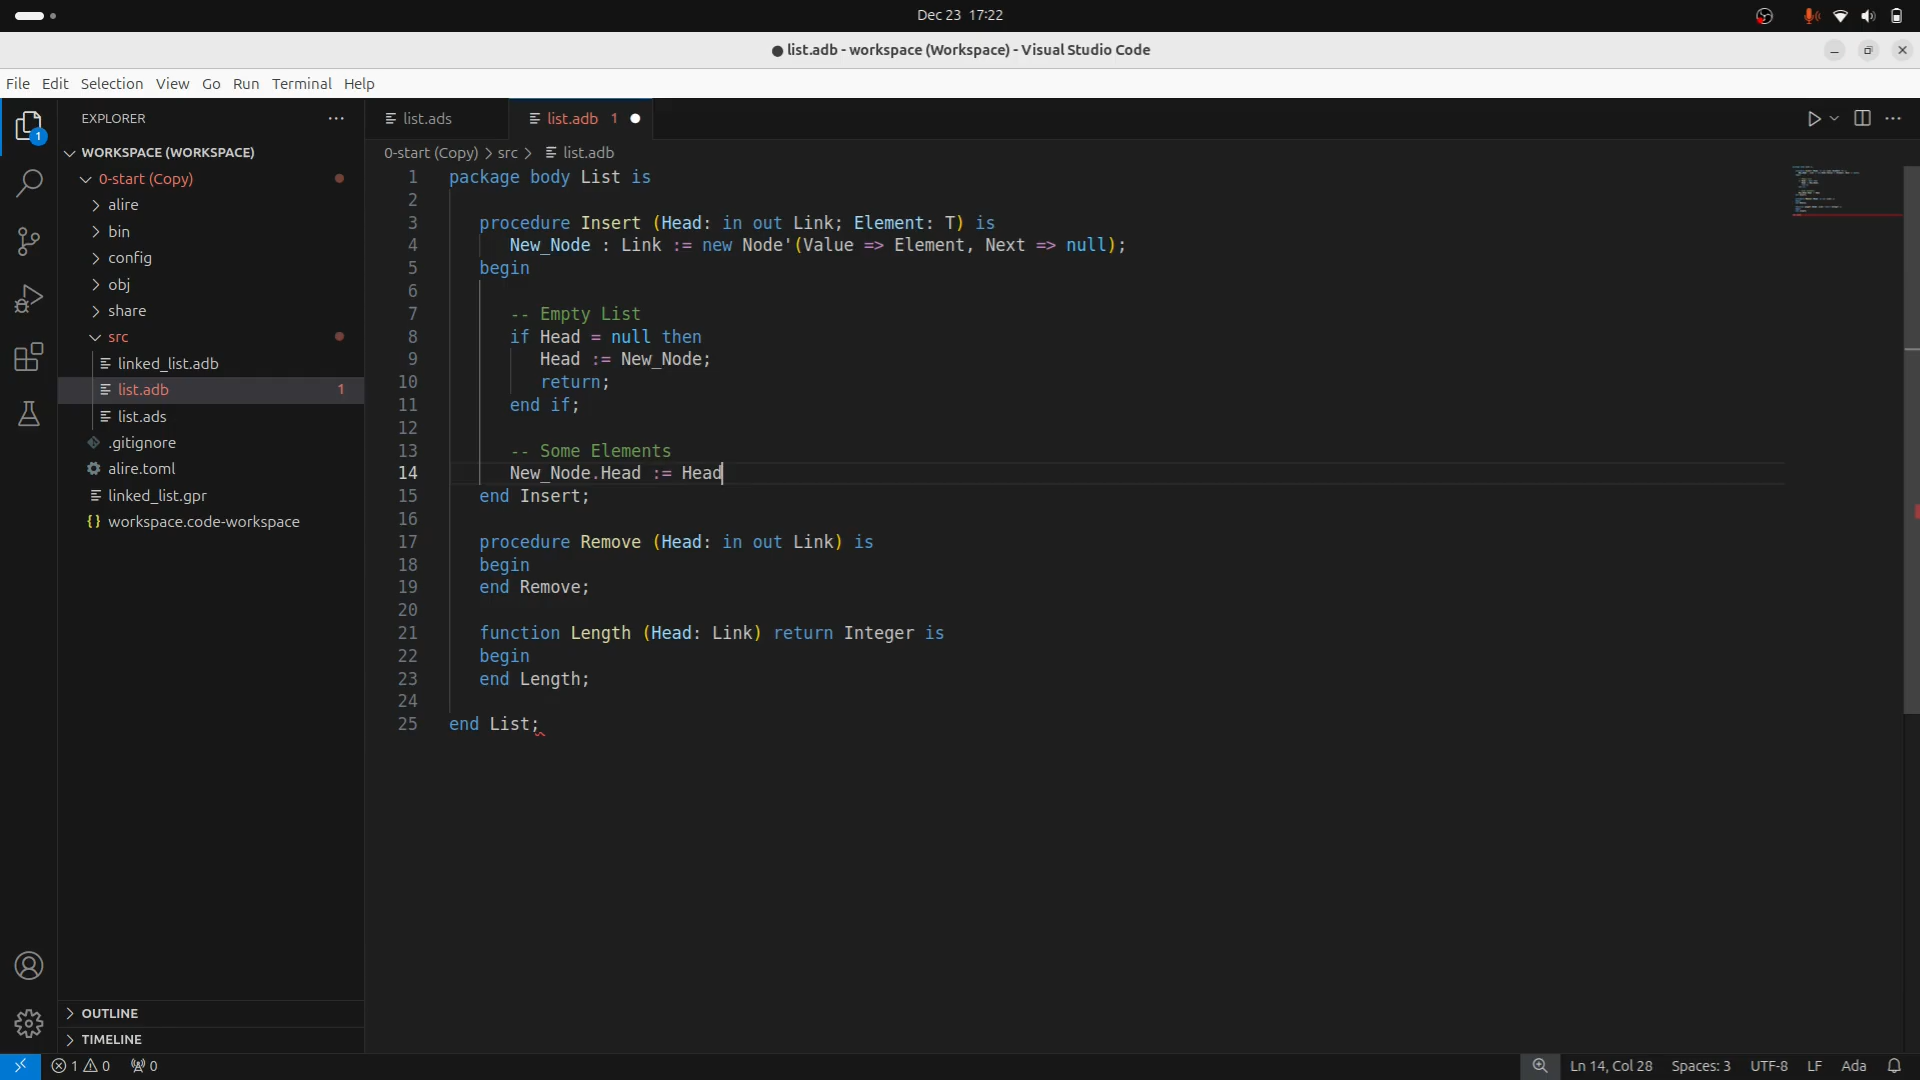 Dec 23 17:22
list.adb - workspace (Workspace) - Visual Studio Code
File Edit Selection View Go Run Terminal Help
EXPLORER
list.ads
list.adb 1
1
WORKSPACE (WORKSPACE)
0-start (Copy)
alire
bin
config
obj
share
src
linked_list.adb
list.adb 1
list.ads
.gitignore
alire.toml
linked_list.gpr
{} workspace.code-workspace
OUTLINE
TIMELINE
0-start (Copy) > src > list.adb
1 package body List is
2
3 procedure Insert (Head: in out Link; Element: T) is
4 New_Node : Link := new Node'(Value => Element, Next => null);
5 begin
6
7 -- Empty List
8 if Head = null then
9 Head := New_Node;
10 return;
11 end if;
12
13 -- Some Elements
14 New_Node.Head := Head
15 end Insert;
16
17 procedure Remove (Head: in out Link) is
18 begin
19 end Remove;
20
21 function Length (Head: Link) return Integer is
22 begin
23 end Length;
24
25 end List;
1 0 0
Ln 14, Col 28 Spaces: 3 UTF-8 LF Ada